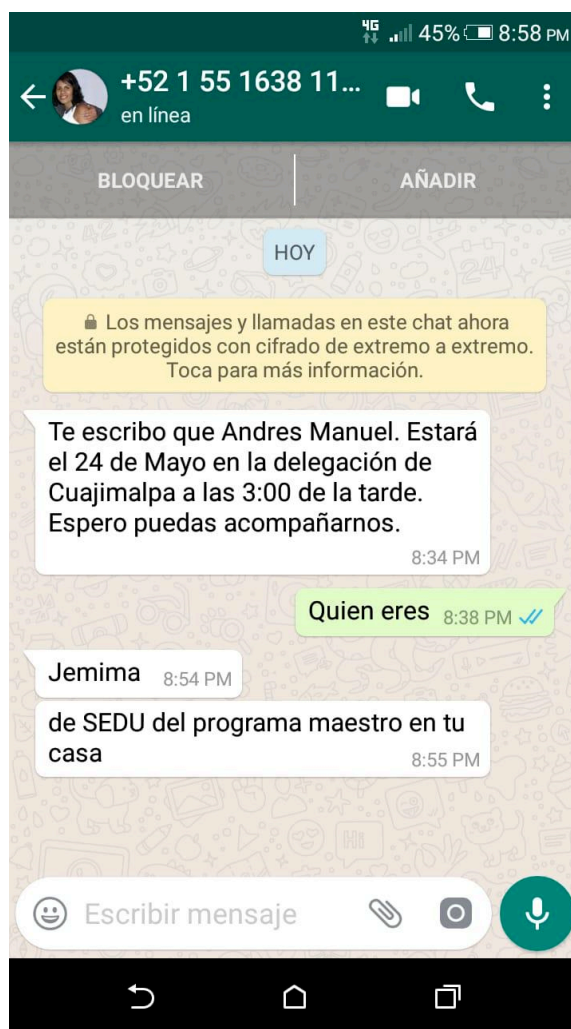 4G 45% 8:58 PM
+52 1 55 1638 11...
en línea
BLOQUEAR AÑADIR
HOY
Los mensajes y llamadas en este chat ahora
están protegidos con cifrado de extremo a extremo.
Toca para más información.
Te escribo que Andres Manuel. Estará
el 24 de Mayo en la delegación de
Cuajimalpa a las 3:00 de la tarde.
Espero puedas acompañarnos.
8:34 PM
Quien eres 8:38 PM
Jemima 8:54 PM
de SEDU del programa maestro en tu
casa 8:55 PM
Escribir mensaje